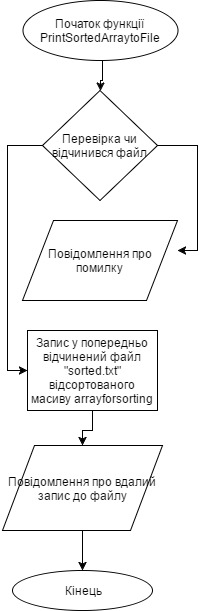 Початок функції
PrintSortedArraytoFile
Перевірка чи
відчинився файл
Повідомлення про
помилку
Запис у попередньо
відчинений файл
"sorted.txt"
відсортованого
масиву arrayforsorting
Повідомлення про вдалий
запис до файлу
Кінець